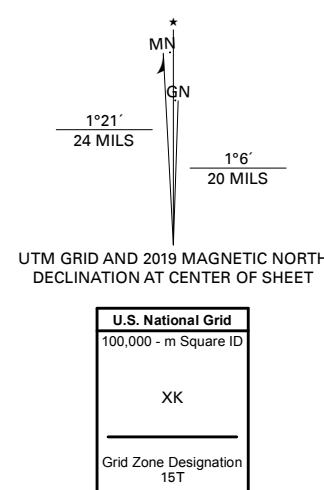 ★
MN
GN
1°21´
24 MILS
1°6´
20 MILS
UTM GRID AND 2019 MAGNETIC NORTH
DECLINATION AT CENTER OF SHEET
U.S. National Grid
100,000 - m Square ID
XK
Grid Zone Designation
15T